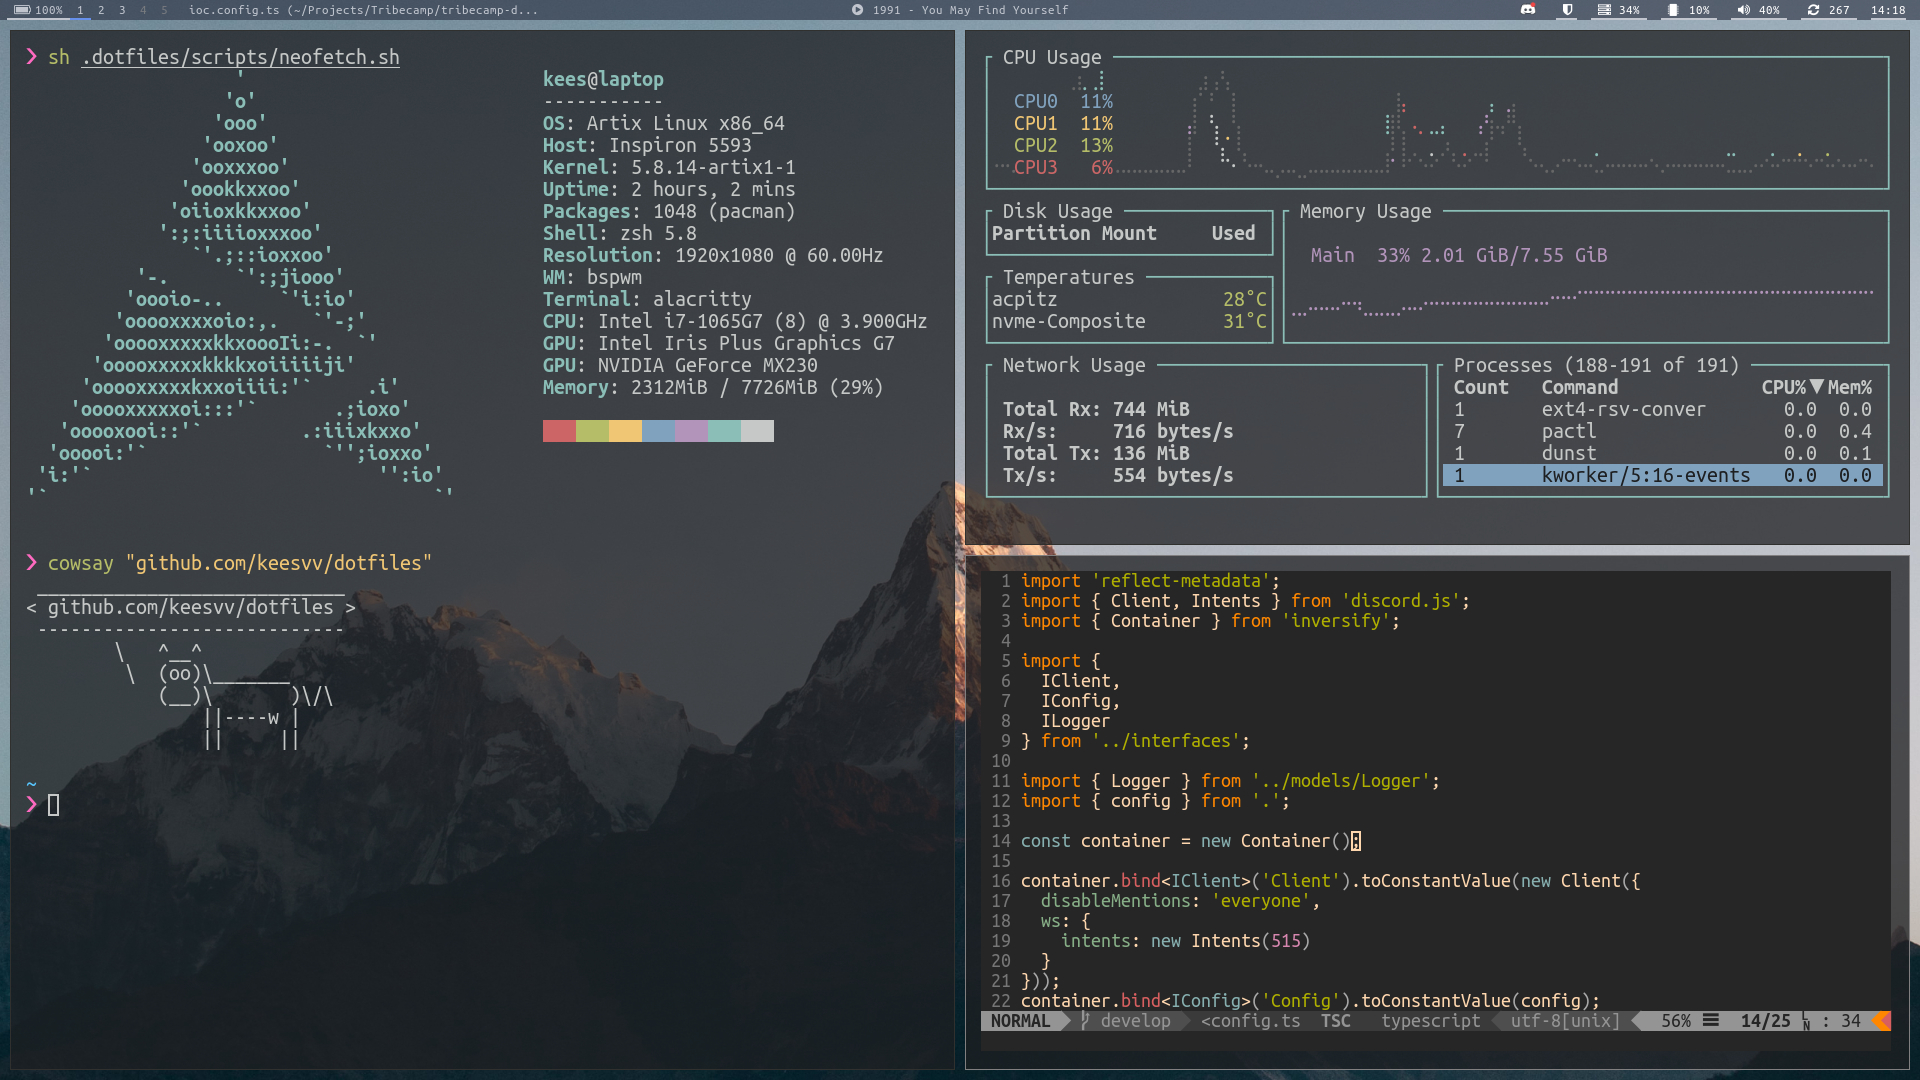 100% 1 2 3 4 5 ioc.config.ts (~/Projects/Tribecamp/tribecamp-d... 1991 - You May Find Yourself 34% 10% 40% 267 14:18
❯ sh .dotfiles/scripts/neofetch.sh
'
'o'
'ooo'
'ooxoo'
'ooxxxoo'
'oookkxxoo'
'oiioxkkxxoo'
':;:iiiioxxxoo'
`'.;::ioxxoo'
'-.      `':;jiooo'
'oooio-..     `'i:io'
'ooooxxxxoio:,.   `'-;'
'ooooxxxxxkkxoooIi:-.  `'
'ooooxxxxxkkkkxoiiiiiji'
'ooooxxxxxkxxoiiii:'`     .i'
'ooooxxxxxoi:::'`       .;ioxo'
'ooooxooi::'`         .:iiixkxxo'
'ooooi:'`                `'';ioxxo'
'i:'`                          '':io'
'`                                   `'
kees@laptop
-----------
OS: Artix Linux x86_64
Host: Inspiron 5593
Kernel: 5.8.14-artix1-1
Uptime: 2 hours, 2 mins
Packages: 1048 (pacman)
Shell: zsh 5.8
Resolution: 1920x1080 @ 60.00Hz
WM: bspwm
Terminal: alacritty
CPU: Intel i7-1065G7 (8) @ 3.900GHz
GPU: Intel Iris Plus Graphics G7
GPU: NVIDIA GeForce MX230
Memory: 2312MiB / 7726MiB (29%)
❯ cowsay "github.com/keesvv/dotfiles"
____________________________
< github.com/keesvv/dotfiles >
----------------------------
\   ^__^
\  (oo)\_______
(__)\       )\/\
||----w |
||     ||
~
❯
CPU Usage
CPU0 11%
CPU1 11%
CPU2 13%
CPU3 6%
Disk Usage
Partition Mount Used
Temperatures
acpitz 28°C
nvme-Composite 31°C
Memory Usage
Main 33% 2.01 GiB/7.55 GiB
Network Usage
Total Rx: 744 MiB
Rx/s: 716 bytes/s
Total Tx: 136 MiB
Tx/s: 554 bytes/s
Processes (188-191 of 191)
Count Command CPU%▼Mem%
1 ext4-rsv-conver 0.0 0.0
7 pactl 0.0 0.4
1 dunst 0.0 0.1
1 kworker/5:16-events 0.0 0.0
1 import 'reflect-metadata';
2 import { Client, Intents } from 'discord.js';
3 import { Container } from 'inversify';
4
5 import {
6   IClient,
7   IConfig,
8   ILogger
9 } from '../interfaces';
10
11 import { Logger } from '../models/Logger';
12 import { config } from '.';
13
14 const container = new Container();
15
16 container.bind<IClient>('Client').toConstantValue(new Client({
17   disableMentions: 'everyone',
18   ws: {
19     intents: new Intents(515)
20   }
21 }));
22 container.bind<IConfig>('Config').toConstantValue(config);
NORMAL develop <config.ts TSC typescript utf-8[unix] 56% ☰ 14/25 LN : 34